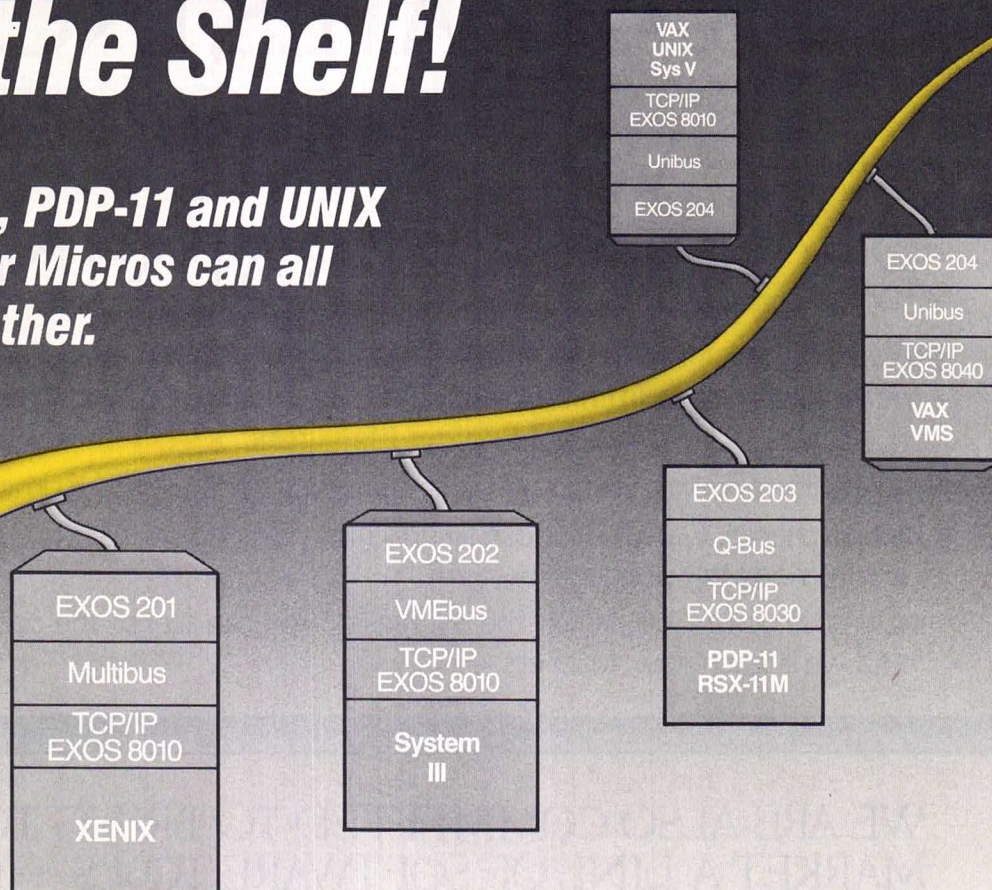 the Shelf!
, PDP-11 and UNIX
r Micros can all
ther.
VAX
UNIX
Sys V
TCP/IP
EXOS 8010
Unibus
EXOS 204
EXOS 204
Unibus
TCP/IP
EXOS 8040
VAX
VMS
EXOS 203
Q-Bus
TCP/IP
EXOS 8030
PDP-11
RSX-11M
EXOS 202
VMEbus
TCP/IP
EXOS 8010
System
III
EXOS 201
Multibus
TCP/IP
EXOS 8010
XENIX